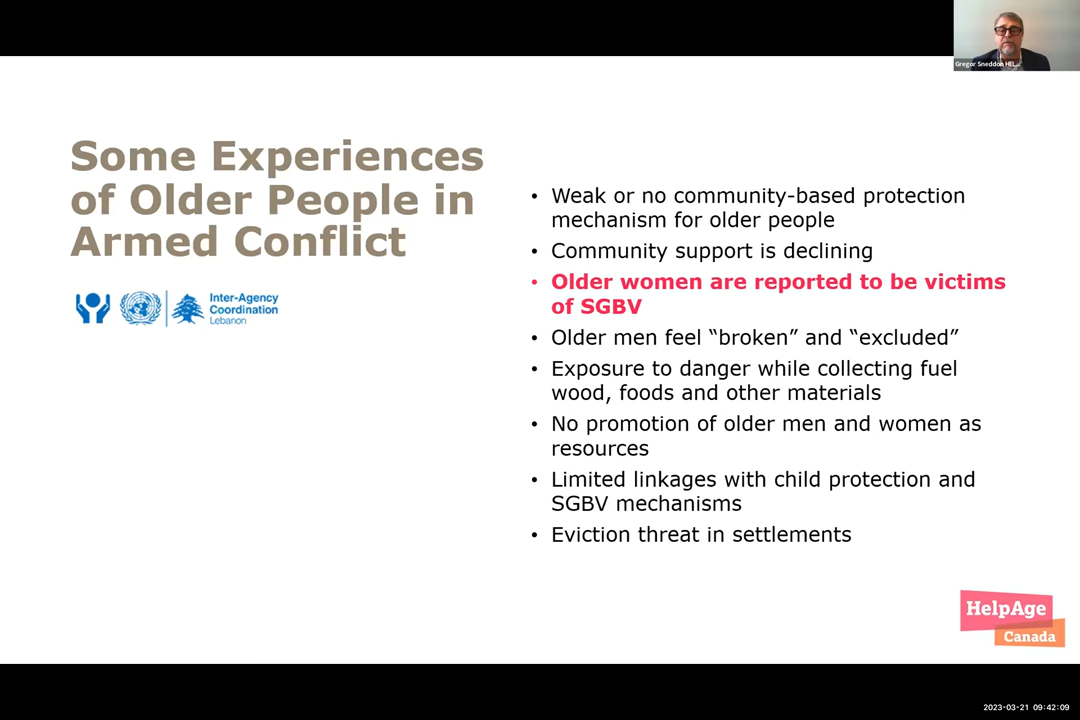 Gregor Sneddon HEL...
Some Experiences
of Older People in
Armed Conflict
Inter-Agency
Coordination
Lebanon
• Weak or no community-based protection
mechanism for older people
• Community support is declining
• Older women are reported to be victims
of SGBV
• Older men feel “broken” and “excluded”
• Exposure to danger while collecting fuel
wood, foods and other materials
• No promotion of older men and women as
resources
• Limited linkages with child protection and
SGBV mechanisms
• Eviction threat in settlements
HelpAge
Canada
2023-03-21 09:42:09